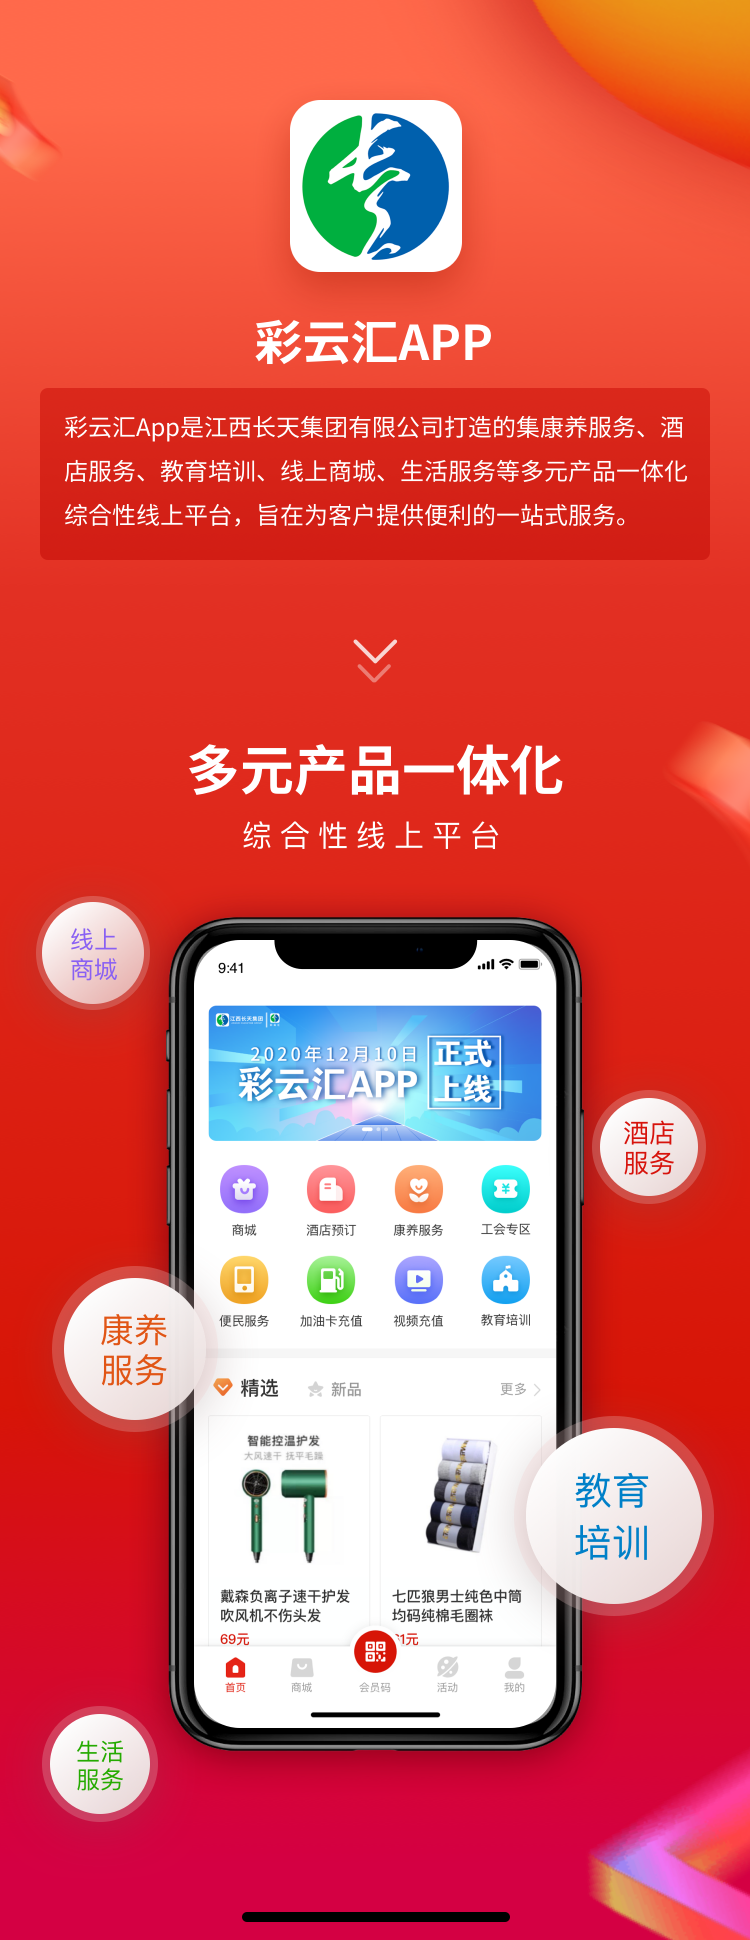 彩云汇APP
彩云汇App是江西长天集团有限公司打造的集康养服务、酒
店服务、教育培训、线上商城、生活服务等多元产品一体化
综合性线上平台，旨在为客户提供便利的一站式服务。
多元产品一体化
综合性线上平台
线上
商城
9:41
江西长天集团
2020年12月10日
彩云汇APP
正式
上线
酒店
服务
商城 酒店预订 康养服务 工会专区
便民服务 加油卡充值 视频充值 教育培训
康养
服务
精选 新品 更多
智能控温护发
大风速干 抚平毛躁
教育
培训
戴森负离子速干护发
吹风机不伤头发
69元
七匹狼男士纯色中筒
均码纯棉毛圈袜
1元
首页 商城 会员码 活动 我的
生活
服务